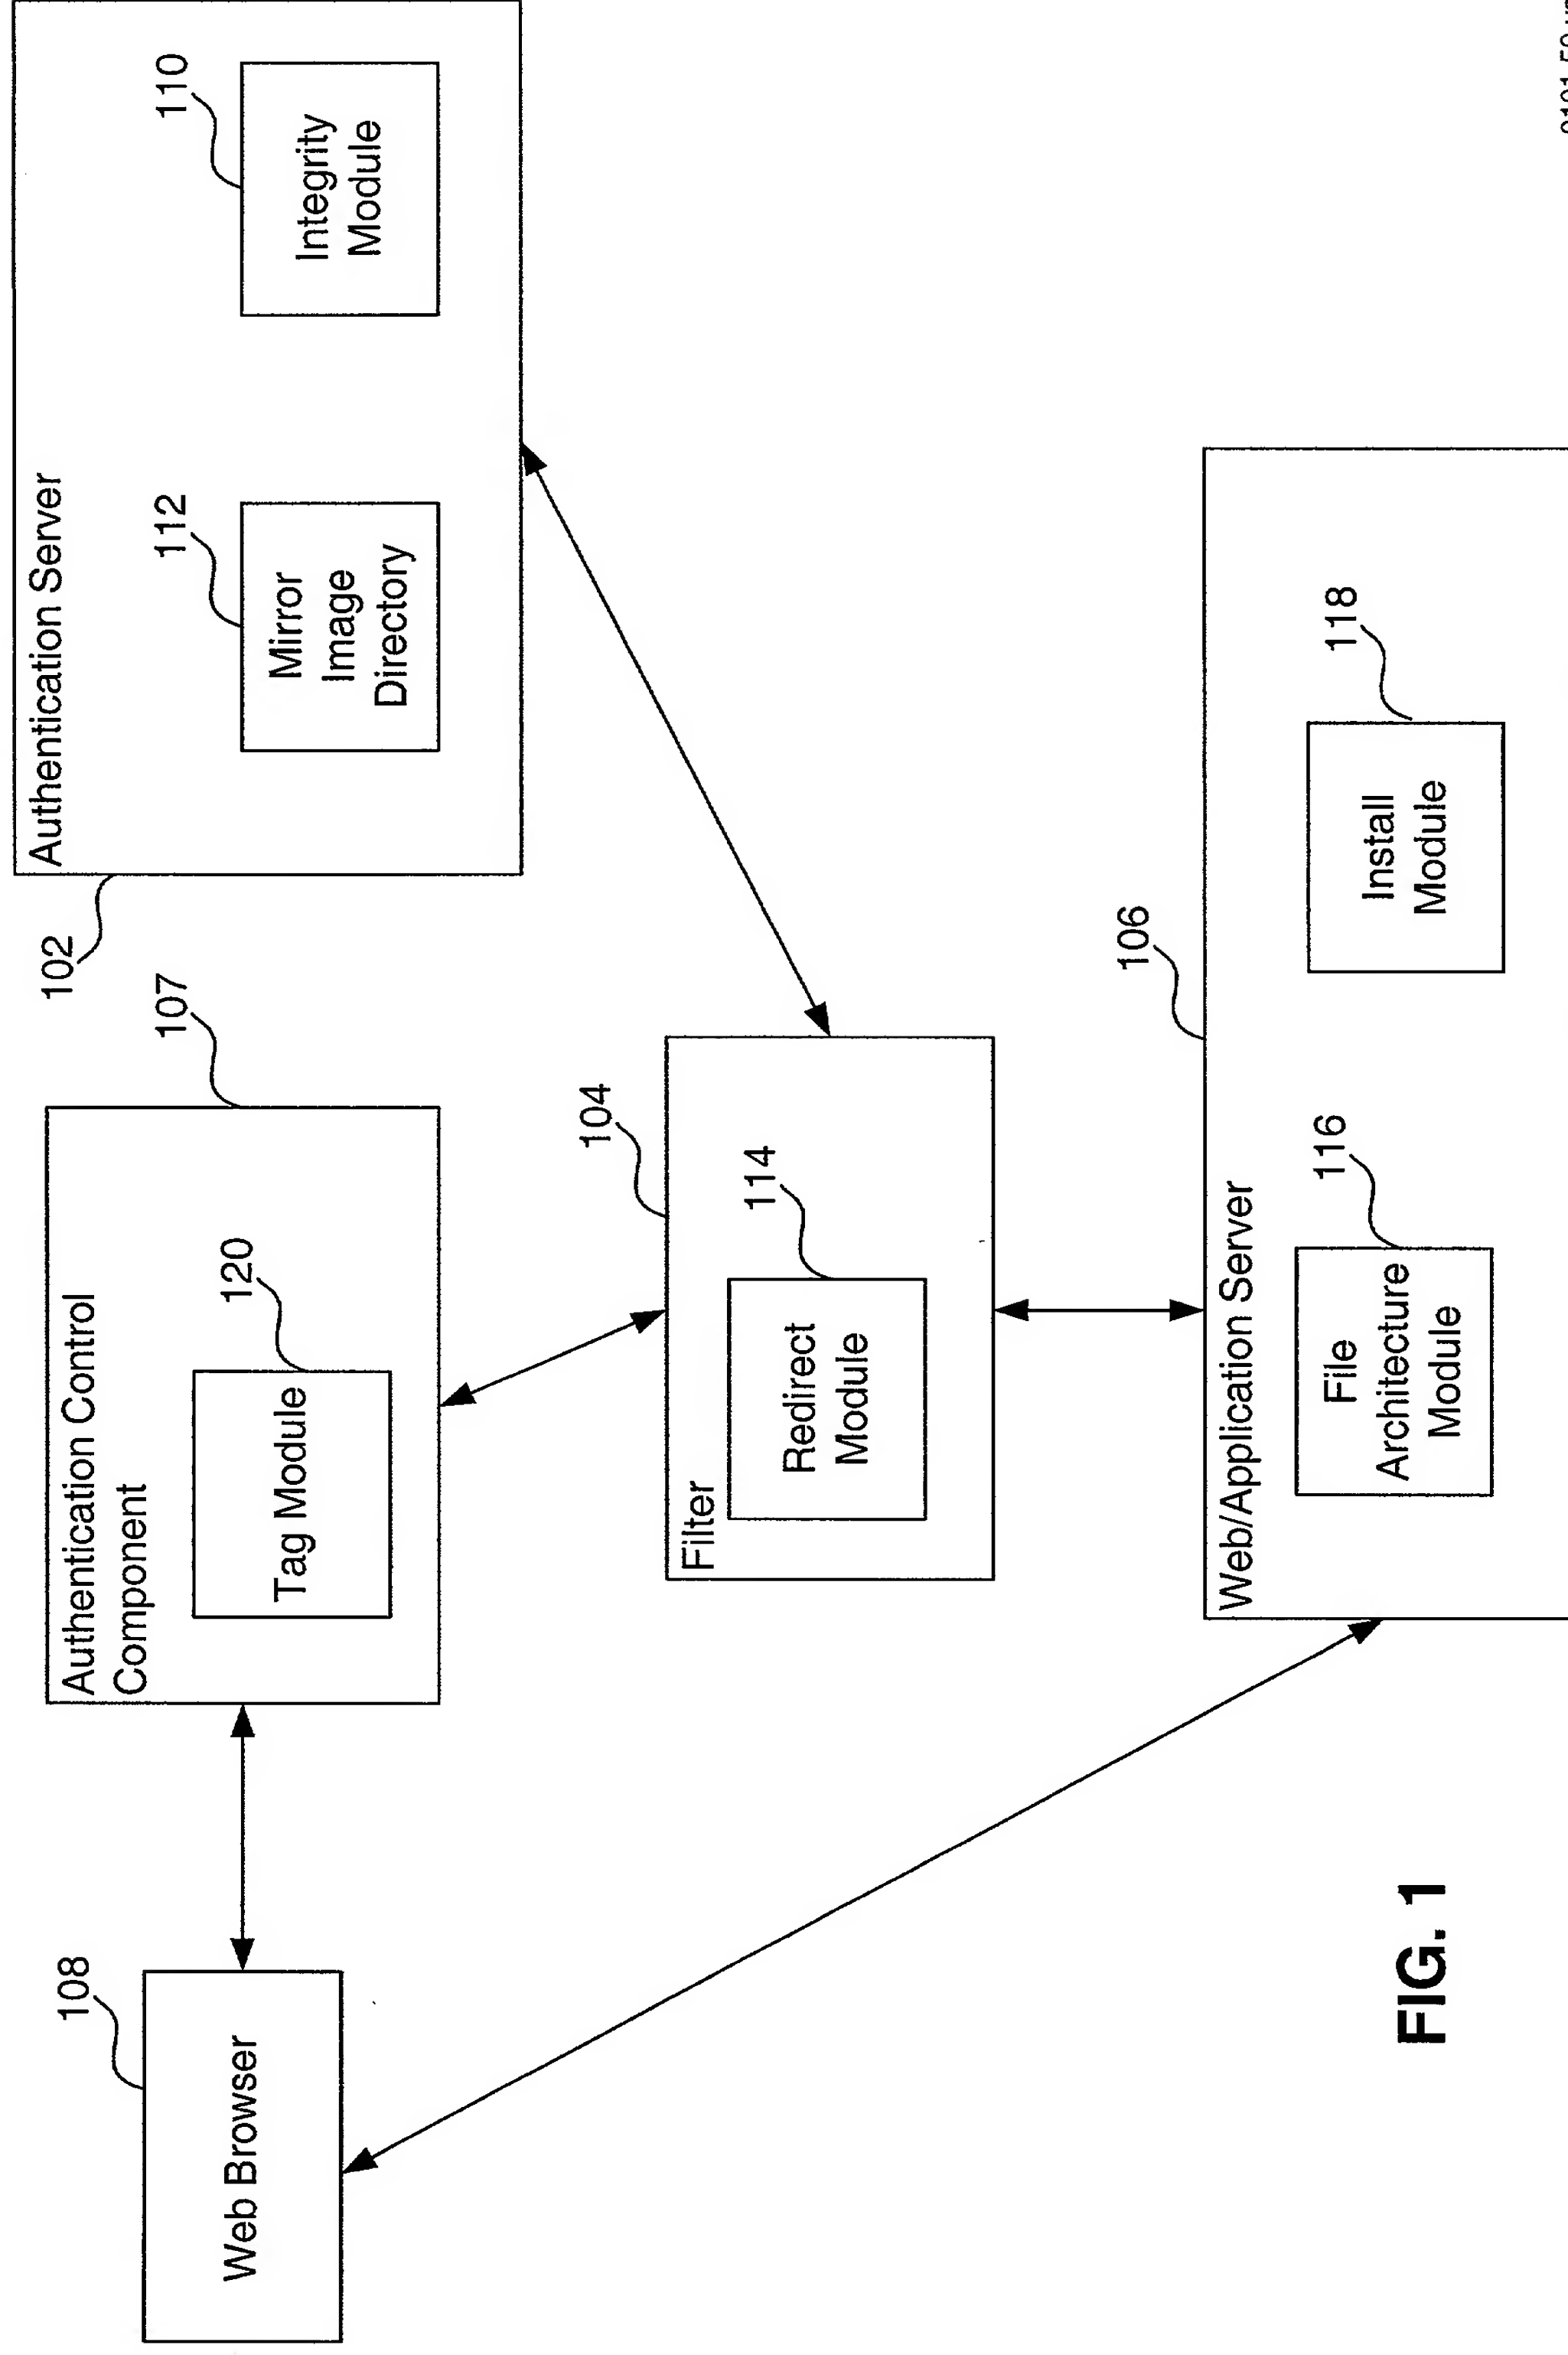 108
Web Browser
Authentication Control
Component
107
120
Tag Module
102
Authentication Server
112
Mirror
Image
Directory
110
Integrity
Module
104
Filter
114
Redirect
Module
106
Web/Application Server
116
File
Architecture
Module
118
Install
Module
FIG. 1